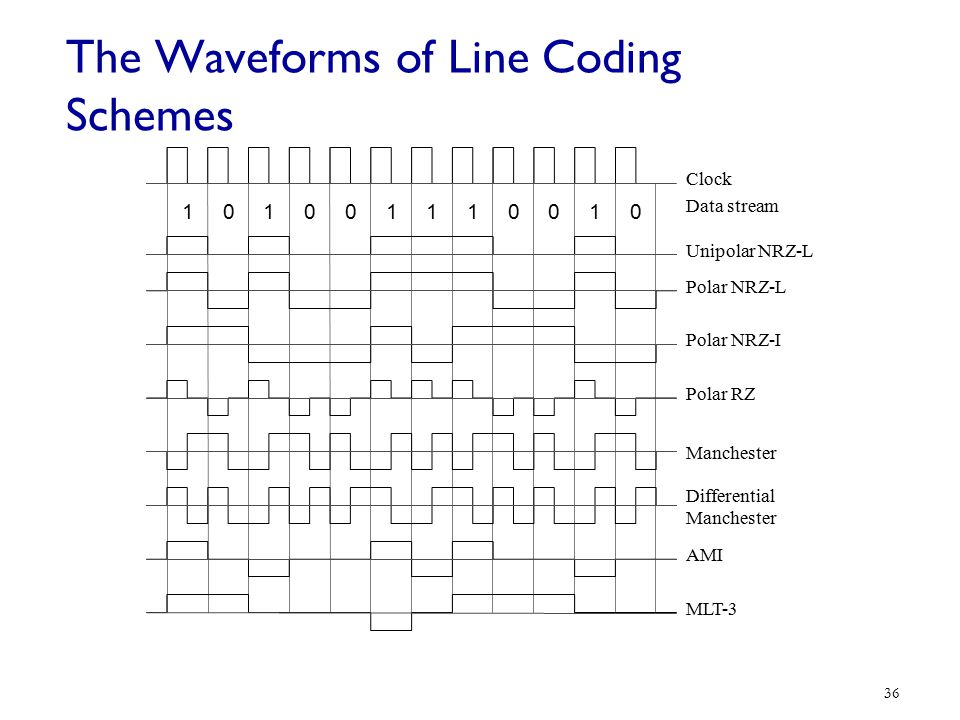 The Waveforms of Line Coding
Schemes
Clock
1 0 1 0 0 1 1 1 0 0 1 0 Data stream
Unipolar NRZ-L
Polar NRZ-L
Polar NRZ-I
Polar RZ
Manchester
Differential
Manchester
AMI
MLT-3
36